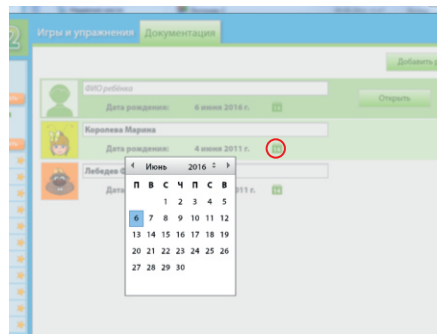 Игры и упражнения Документация
Добавить
ФИО ребёнка
Дата рождения: 6 июня 2016 г.
Открыть
Королева Марина
Дата рождения: 4 июня 2011 г.
Лебедев
2011 г.
Июнь 2016
П В С Ч П С В
1 2 3 4 5
6 7 8 9 10 11 12
13 14 15 16 17 18 19
20 21 22 23 24 25 26
27 28 29 30